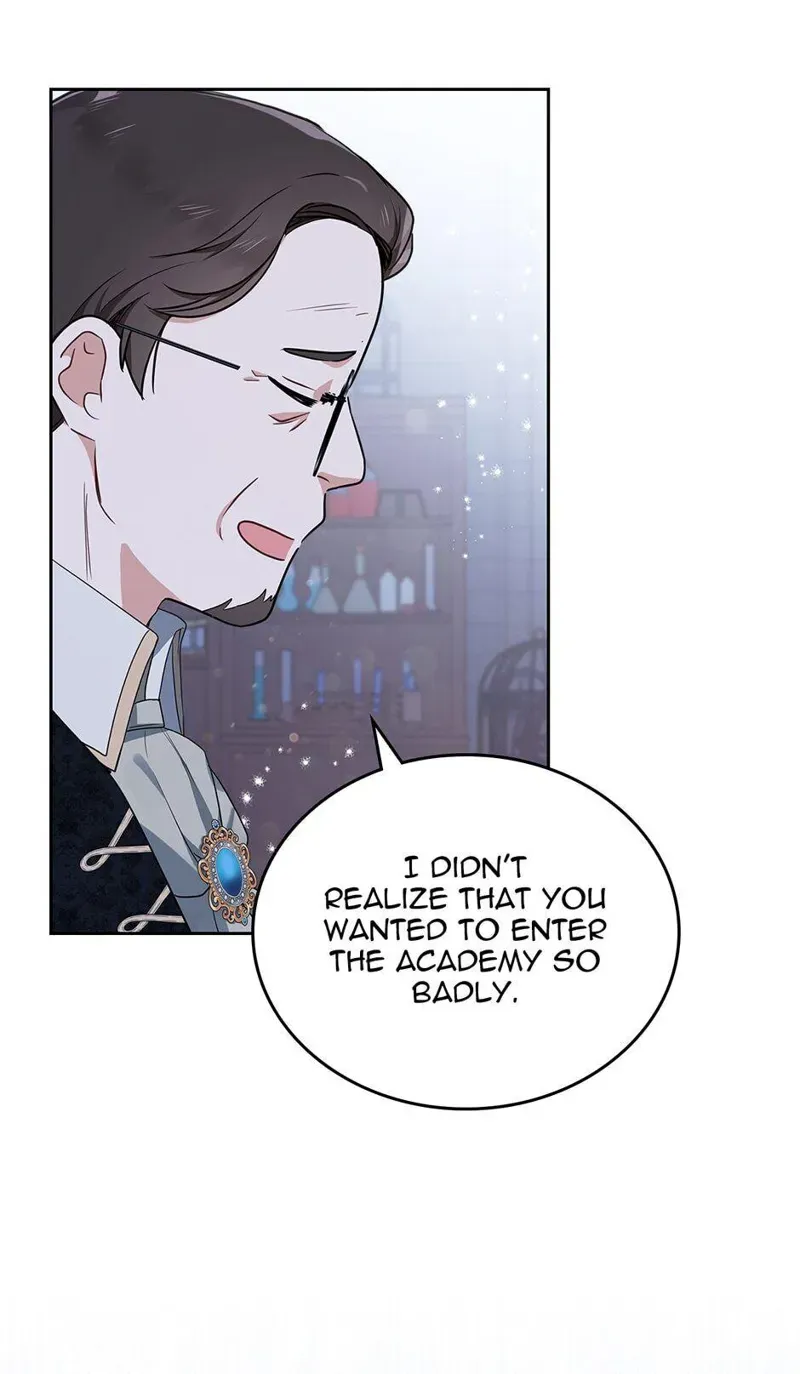 I DIDN'T
REALIZE THAT YOU
WANTED TO ENTER
THE ACADEMY SO
BADLY.